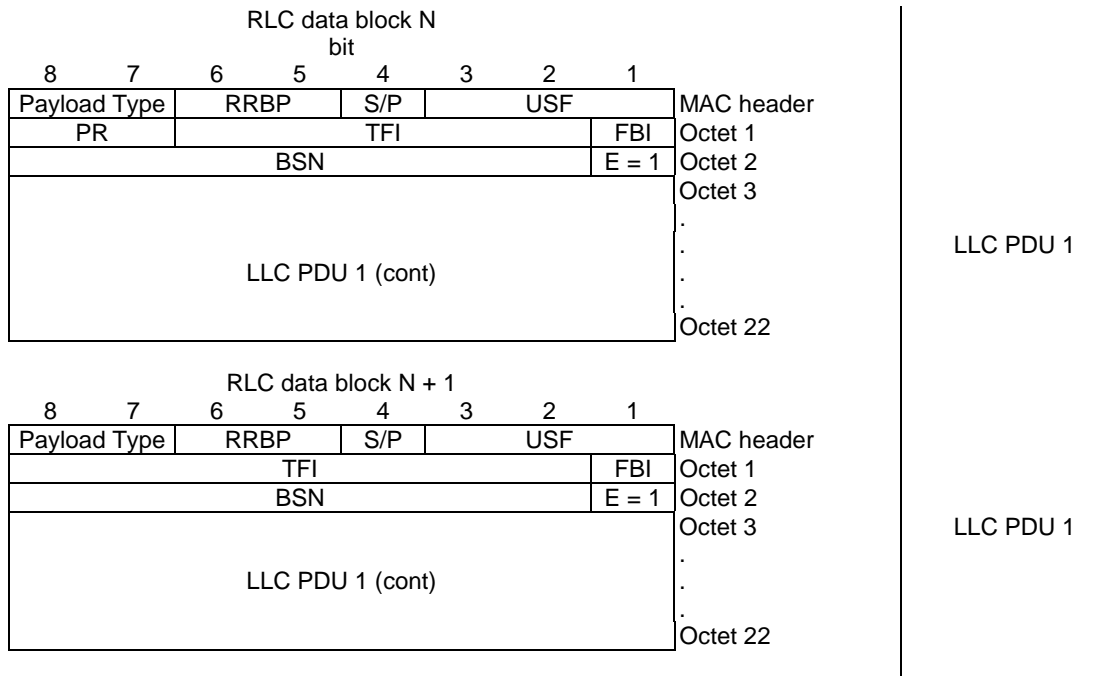 RLC data block N
bit
8 7 6 5 4 3 2 1
Payload Type RRBP S/P USF MAC header
PR TFI FBI Octet 1
BSN E = 1 Octet 2
Octet 3
.
. LLC PDU 1
LLC PDU 1 (cont) .
.
Octet 22
RLC data block N + 1
8 7 6 5 4 3 2 1
Payload Type RRBP S/P USF MAC header
TFI FBI Octet 1
BSN E = 1 Octet 2
Octet 3 LLC PDU 1
.
LLC PDU 1 (cont) .
.
Octet 22